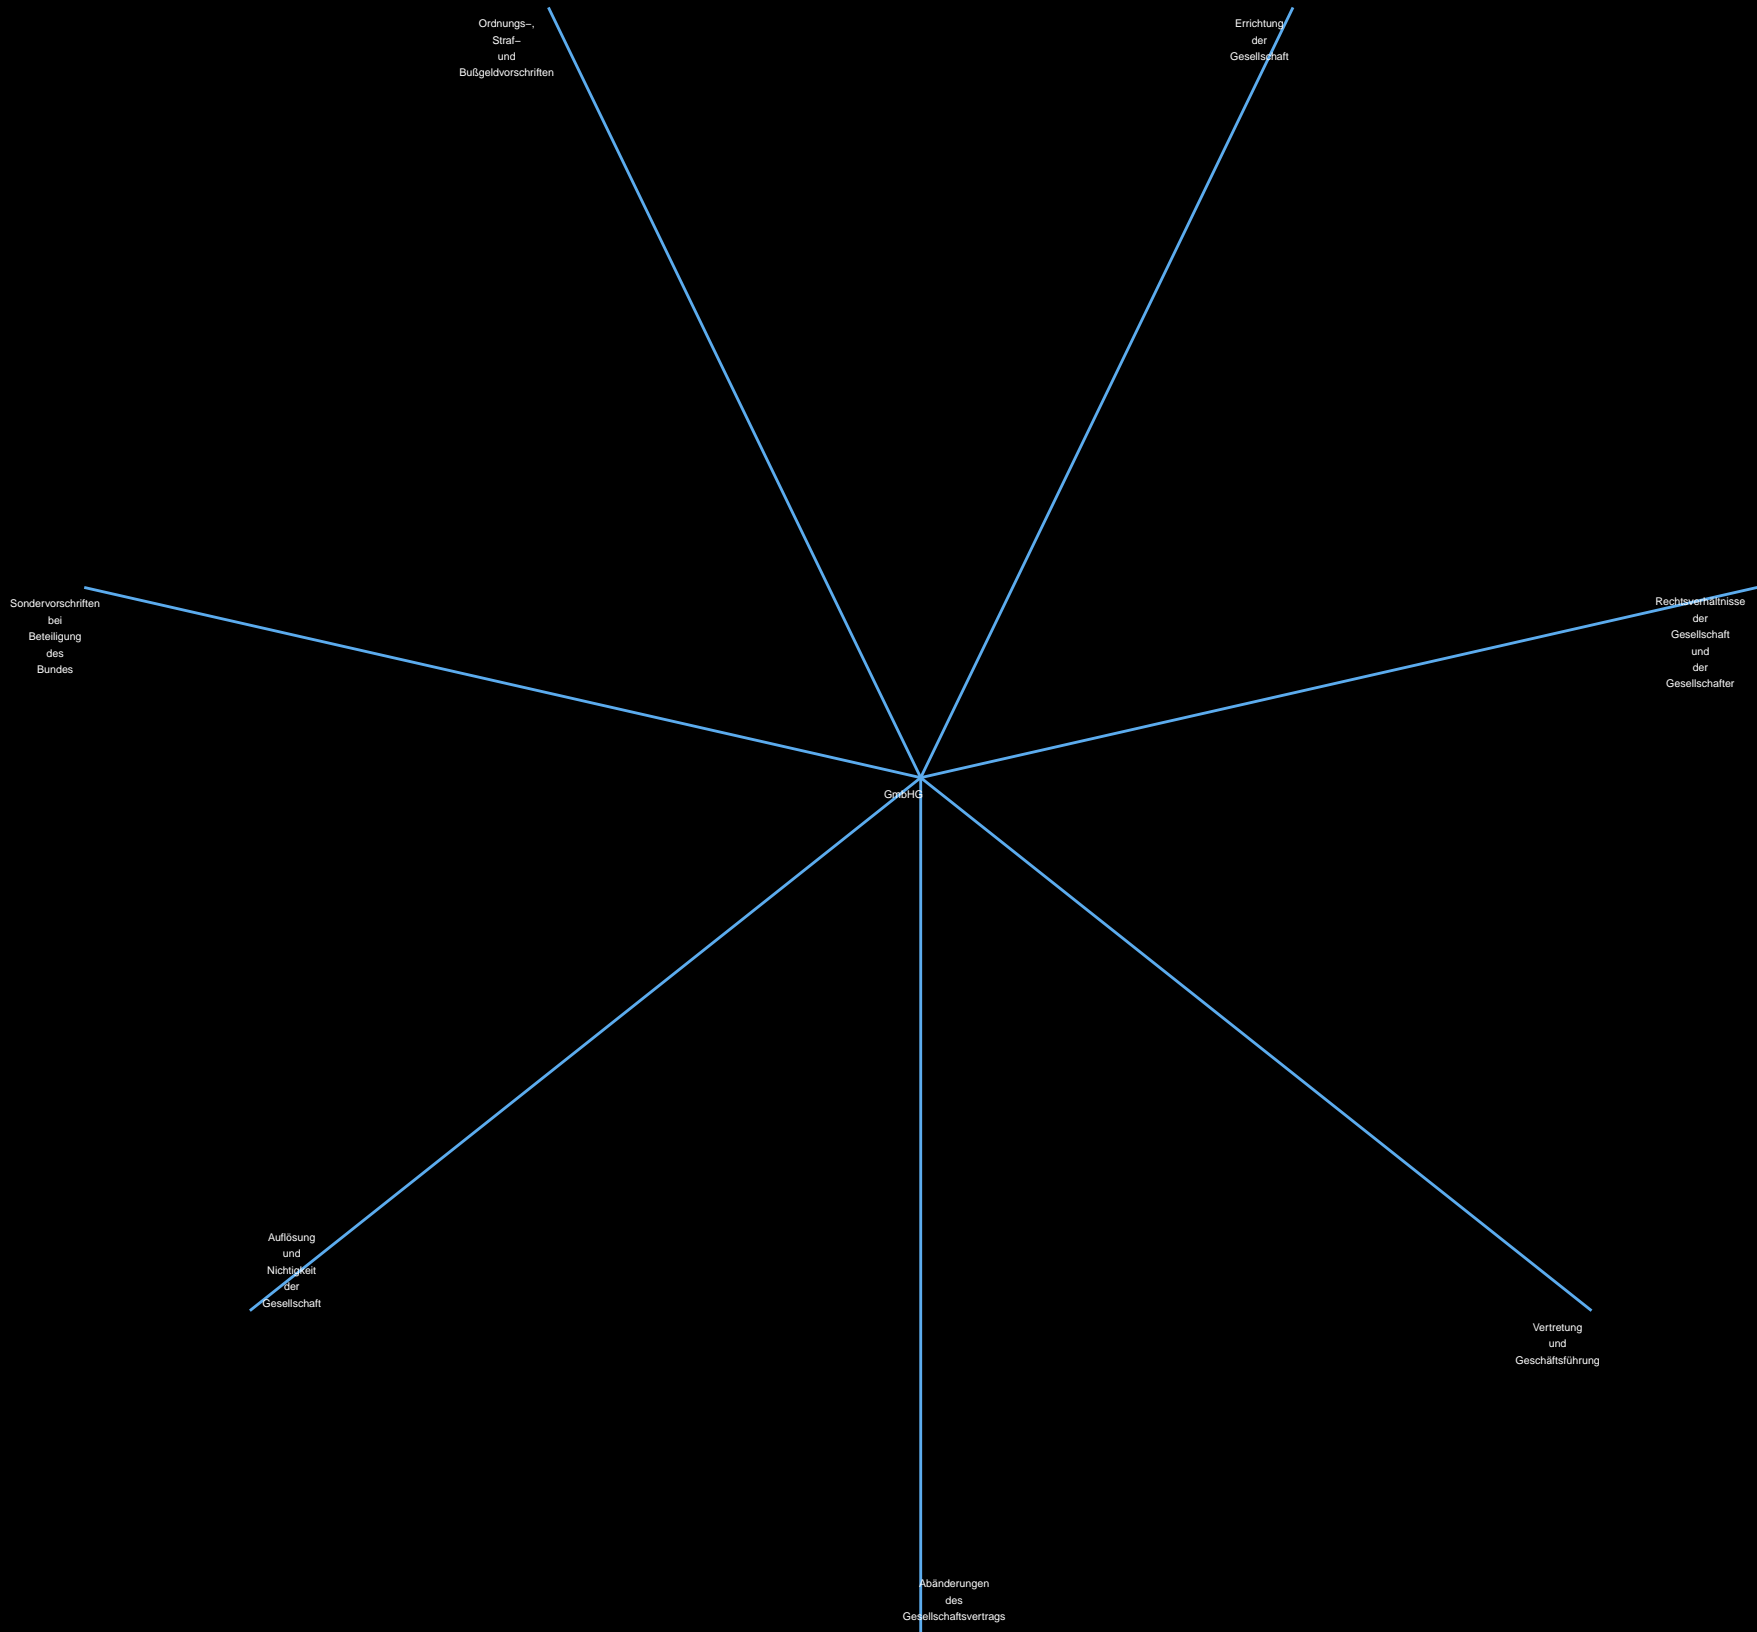 Ordnungs–,
Straf–
und
Bußgeldvorschriften
Errichtung
der
Gesellschaft
Sondervorschriften
bei
Beteiligung
des
Bundes
Rechtsverhältnisse
der
Gesellschaft
und
der
Gesellschafter
GmbHG
Auflösung
und
Nichtigkeit
der
Gesellschaft
Vertretung
und
Geschäftsführung
Abänderungen
des
Gesellschaftsvertrags